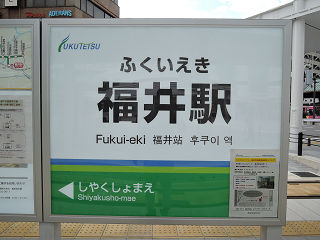 FUKUTETSU
ふくいえき
福井駅
Fukui-eki 福井站 후쿠이 역
しやくしょまえ
Shiyakusho-mae